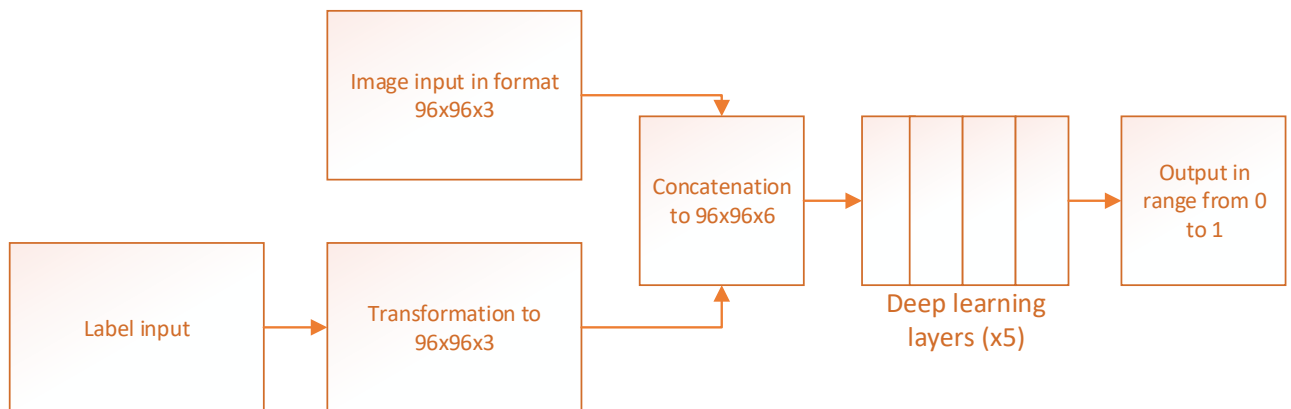 Image input in format
96x96x3
Concatenation
to 96x96x6
Output in
range from 0
to 1
Label input
Transformation to
96x96x3
Deep learning
layers (x5)